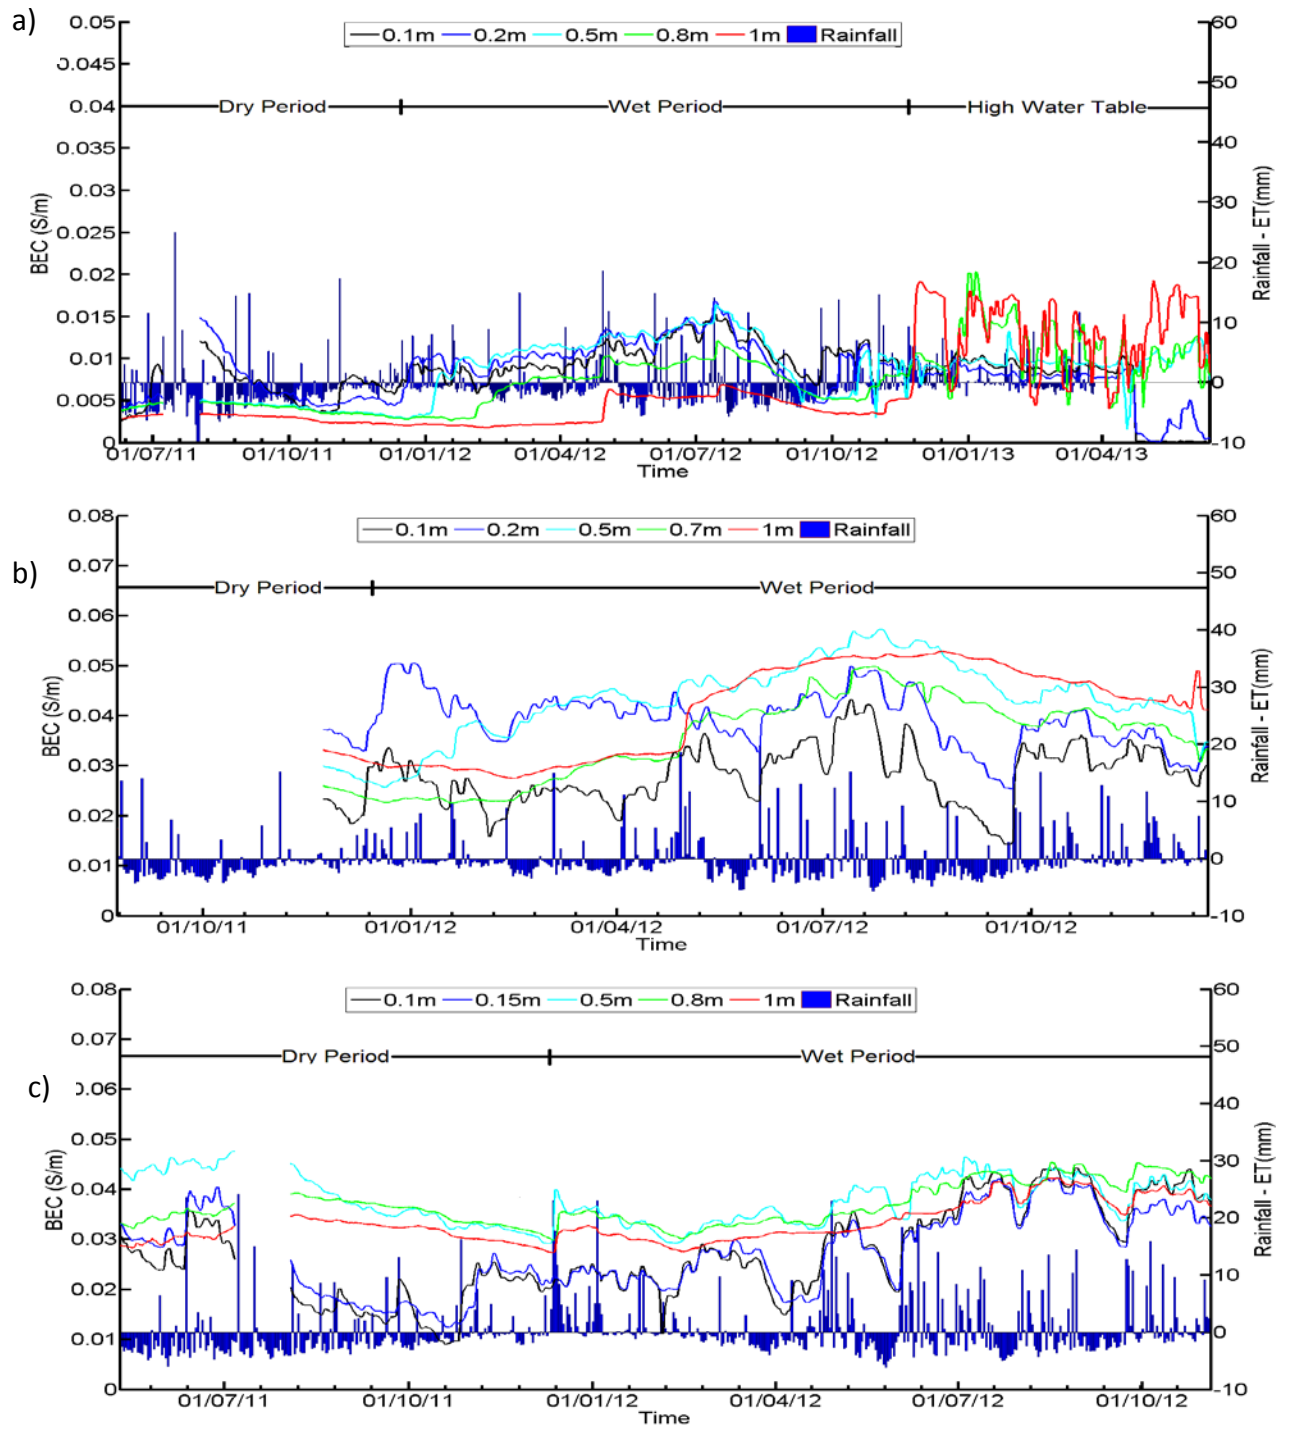 a)
0.05
0.045
0.04
0.035
0.03
0.025
0.02
0.015
0.01
0.005
0
BEC (S/m)
0.1m 0.2m 0.5m 0.8m 1m Rainfall
Dry Period Wet Period High Water Table
60
50
40
30
20
10
0
-10
Rainfall - ET(mm)
01/07/11 01/10/11 01/01/12 01/04/12 01/07/12 01/10/12 01/01/13 01/04/13
Time
b)
0.08
0.07
0.06
0.05
0.04
0.03
0.02
0.01
0
BEC (S/m)
0.1m 0.2m 0.5m 0.7m 1m Rainfall
Dry Period Wet Period
60
50
40
30
20
10
0
-10
Rainfall - ET(mm)
01/10/11 01/01/12 01/04/12 01/07/12 01/10/12
Time
c)
0.08
0.07
0.06
0.05
0.04
0.03
0.02
0.01
0
BEC (S/m)
0.1m 0.15m 0.5m 0.8m 1m Rainfall
Dry Period Wet Period
60
50
40
30
20
10
0
-10
Rainfall - ET(mm)
01/07/11 01/10/11 01/01/12 01/04/12 01/07/12 01/10/12
Time